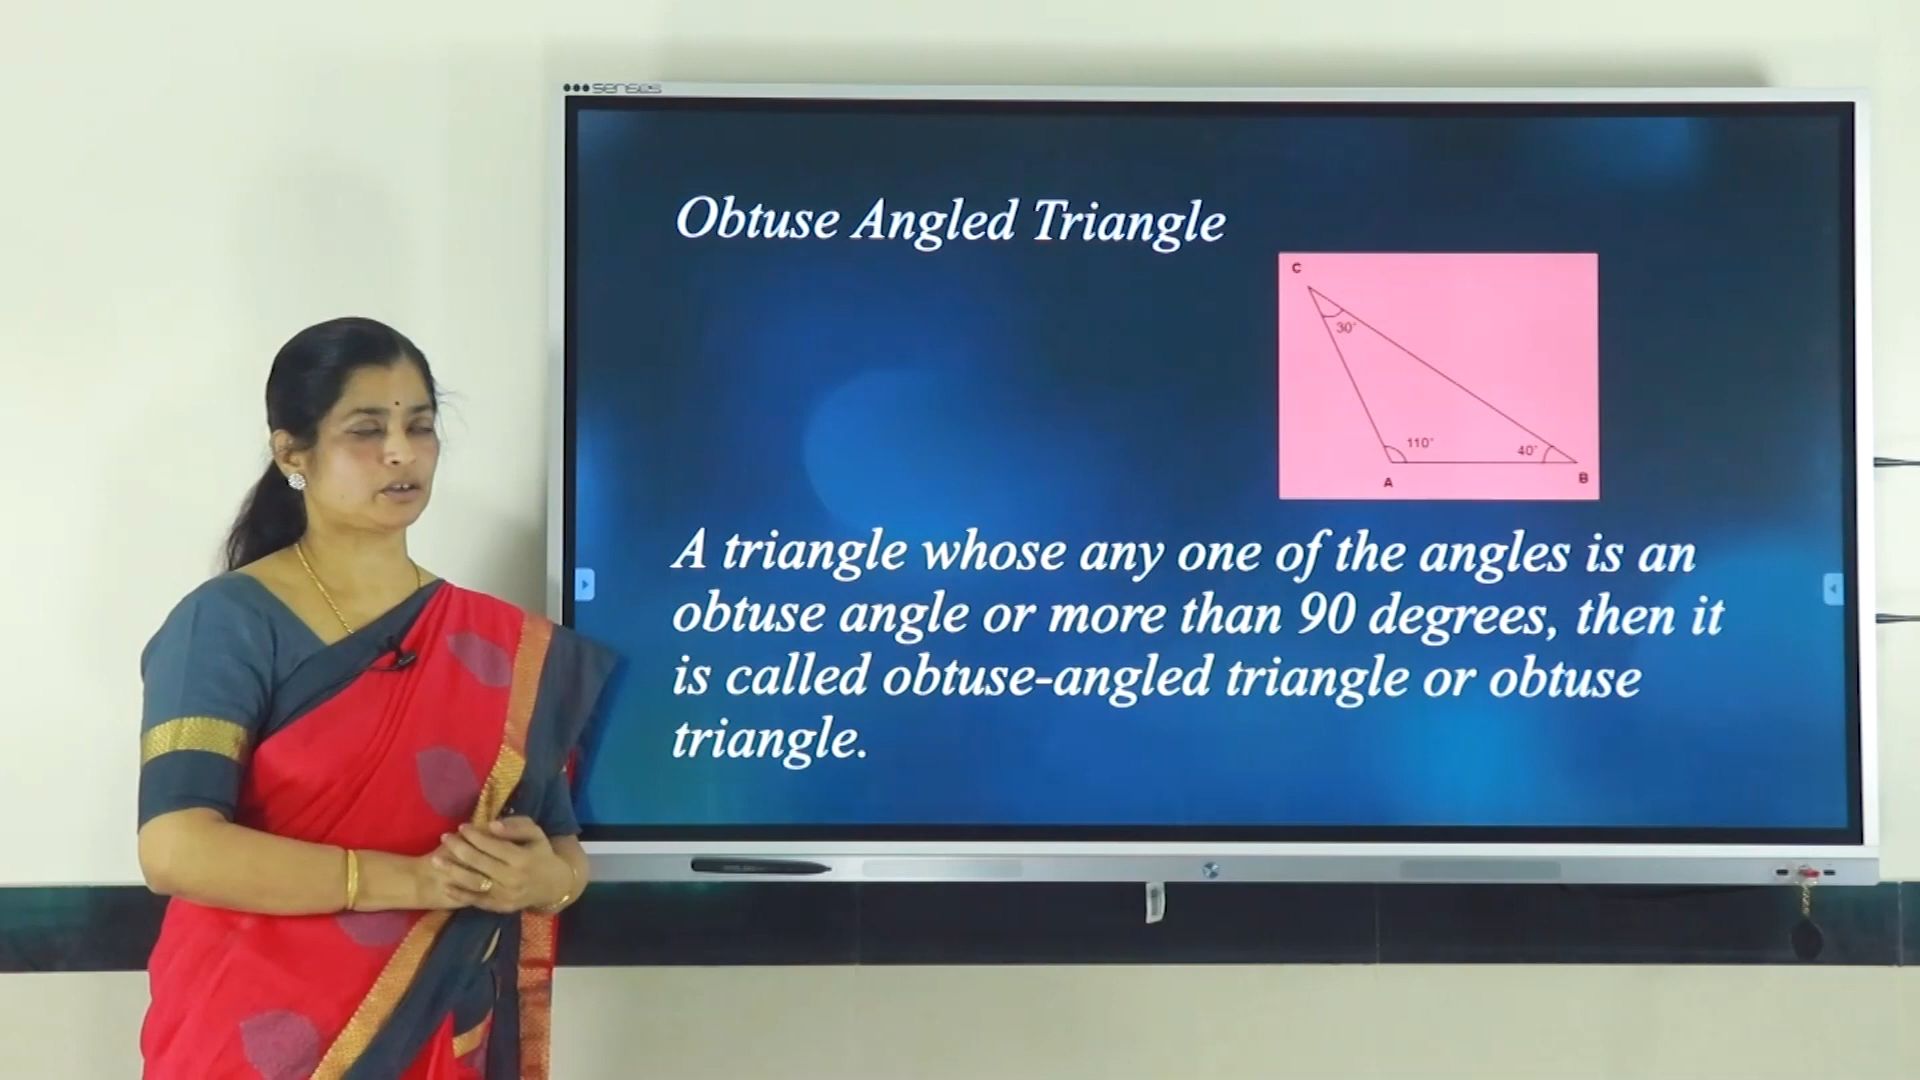 senses
Obtuse Angled Triangle
C
30°
110°
40°
A
B
A triangle whose any one of the angles is an
obtuse angle or more than 90 degrees, then it
is called obtuse-angled triangle or obtuse
triangle.